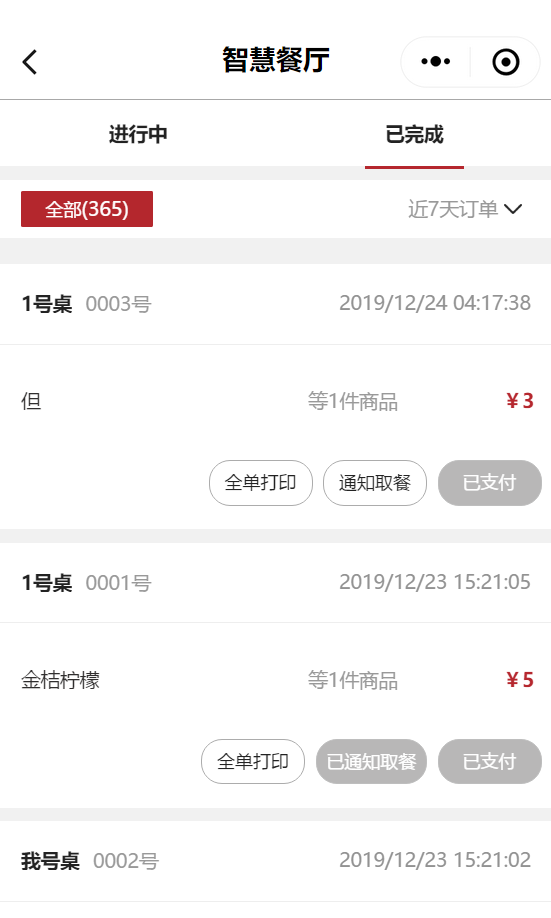 智慧餐厅
进行中 已完成
全部(365) 近7天订单
1号桌 0003号 2019/12/24 04:17:38
但 等1件商品 ¥3
全单打印 通知取餐 已支付
1号桌 0001号 2019/12/23 15:21:05
金桔柠檬 等1件商品 ¥5
全单打印 已通知取餐 已支付
我号桌 0002号 2019/12/23 15:21:02